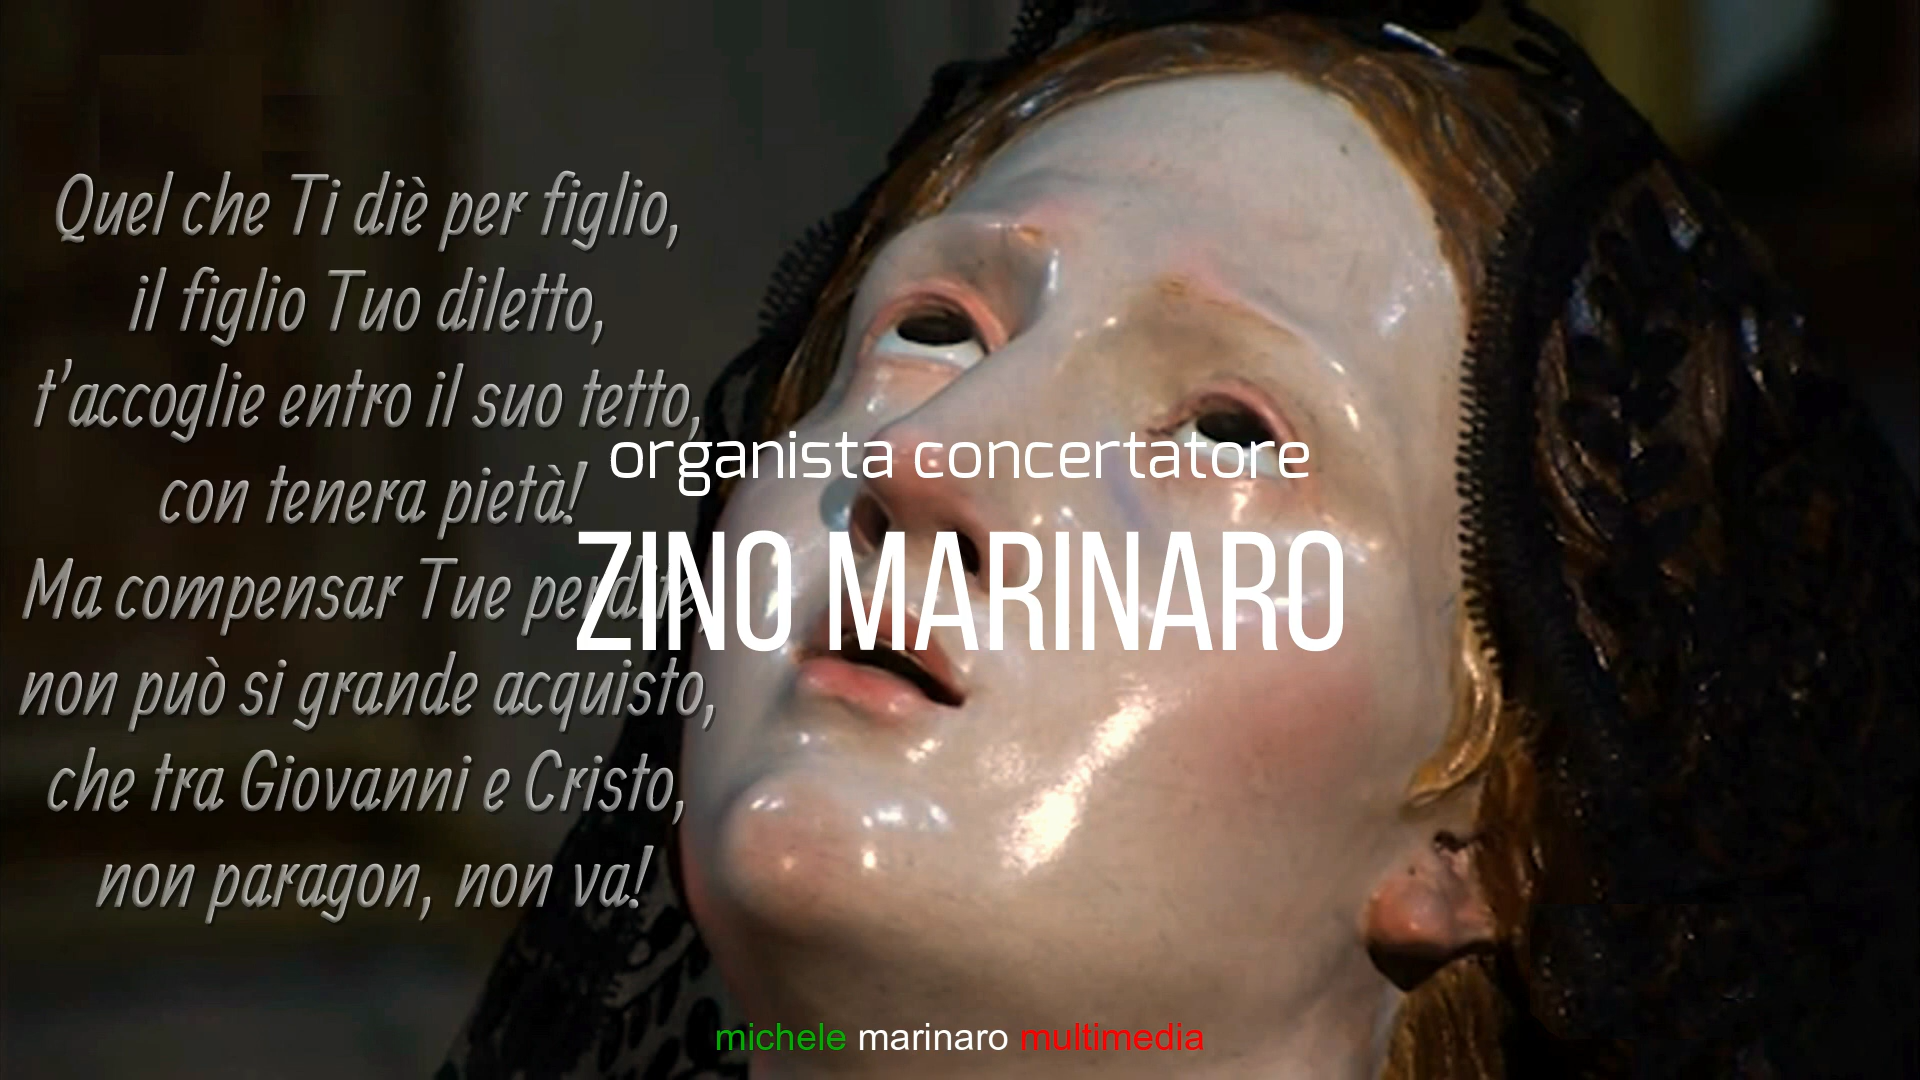 Quel che Ti diè per figlio,
il figlio Tuo diletto,
t'accoglie entro il suo tetto,
con tenera pietà!
Ma compensar Tue perdite
non può si grande acquisto,
che tra Giovanni e Cristo,
non paragon, non va!
organista concertatore
ZINO MARINARO
michele marinaro multimedia